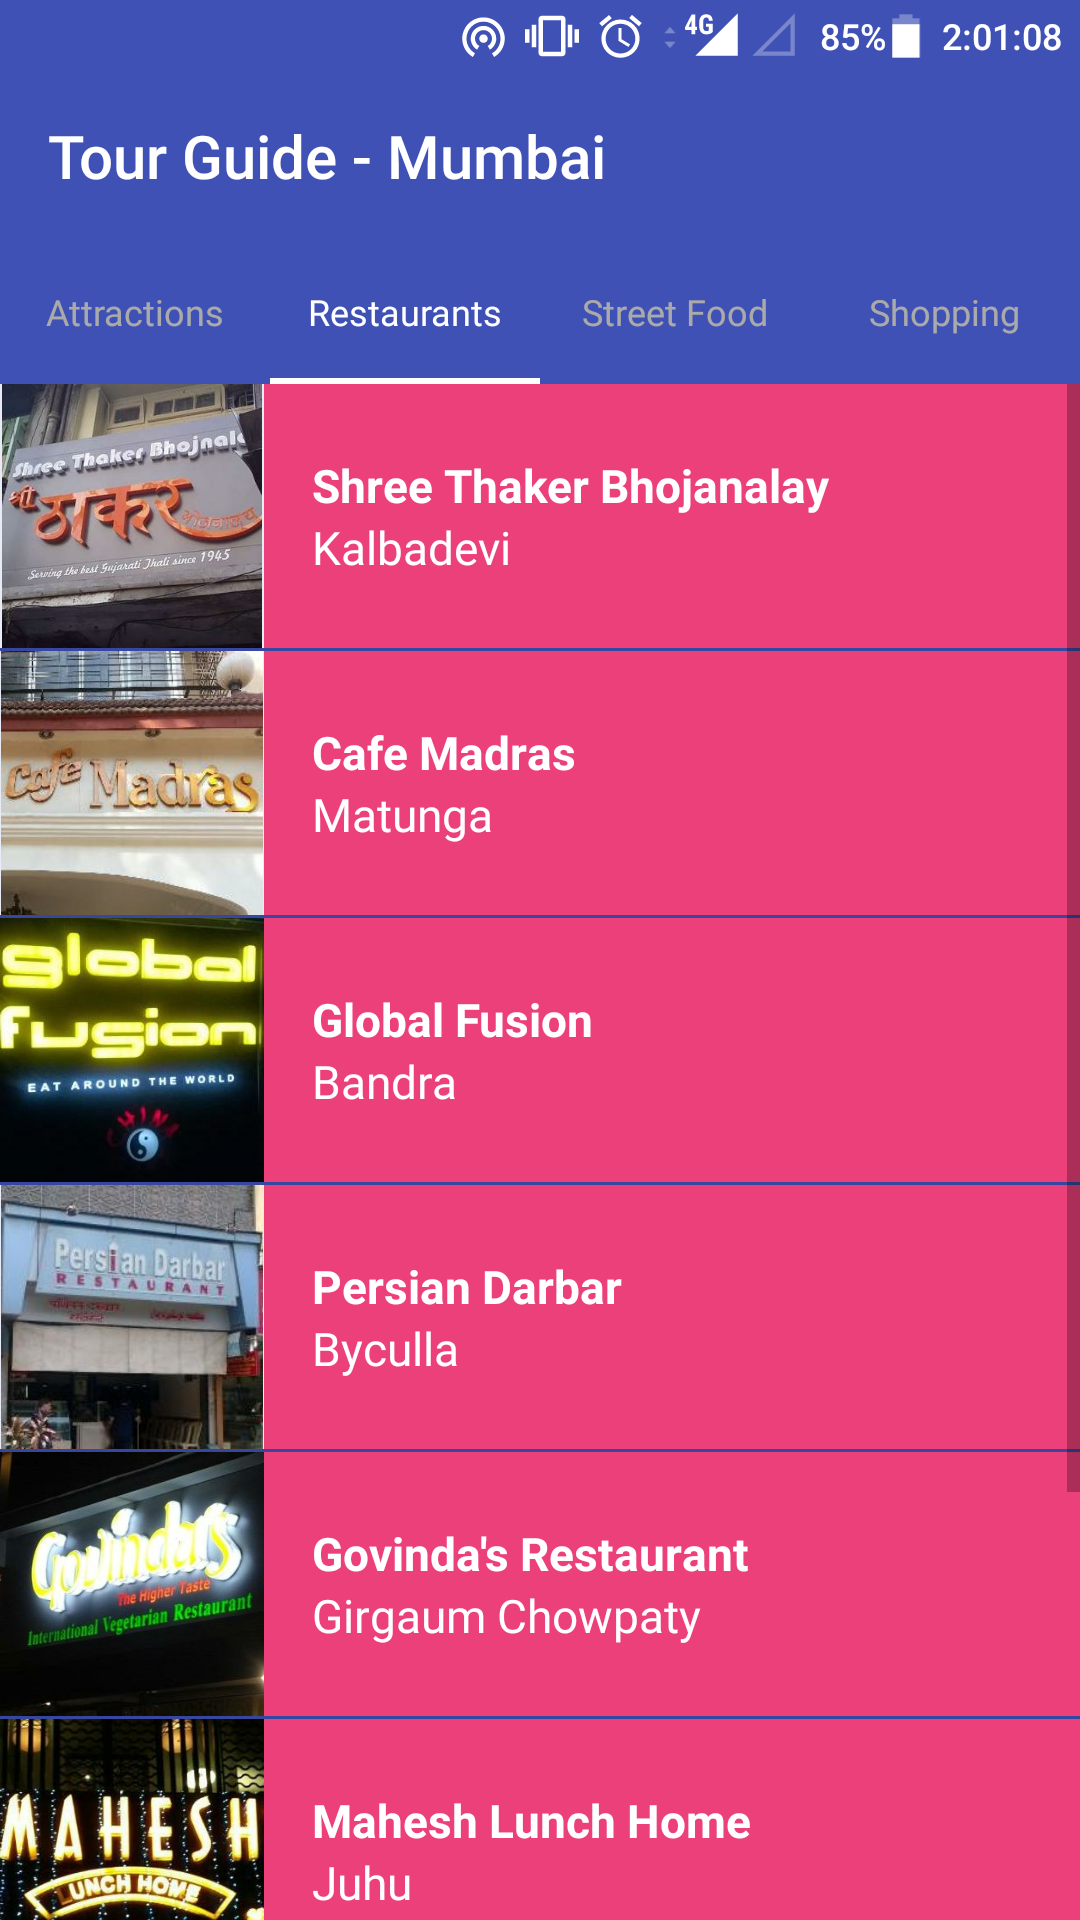 4G 85% 2:01:08
Tour Guide - Mumbai
Attractions Restaurants Street Food Shopping
Shree Thaker Bhojnal
श्री ठाकर
भोजनालय
Serving the best Gujarati Thali since 1945
Shree Thaker Bhojanalay
Kalbadevi
Cafe Madras
Cafe Madras
Matunga
global
fusion
EAT AROUND THE WORLD
CHINA
Global Fusion
Bandra
Persian Darbar
RESTAURANT
Persian Darbar
Byculla
Govinda's
The Higher Taste
International Vegetarian Restaurant
Govinda's Restaurant
Girgaum Chowpaty
MAHESH
LUNCH HOME
Mahesh Lunch Home
Juhu